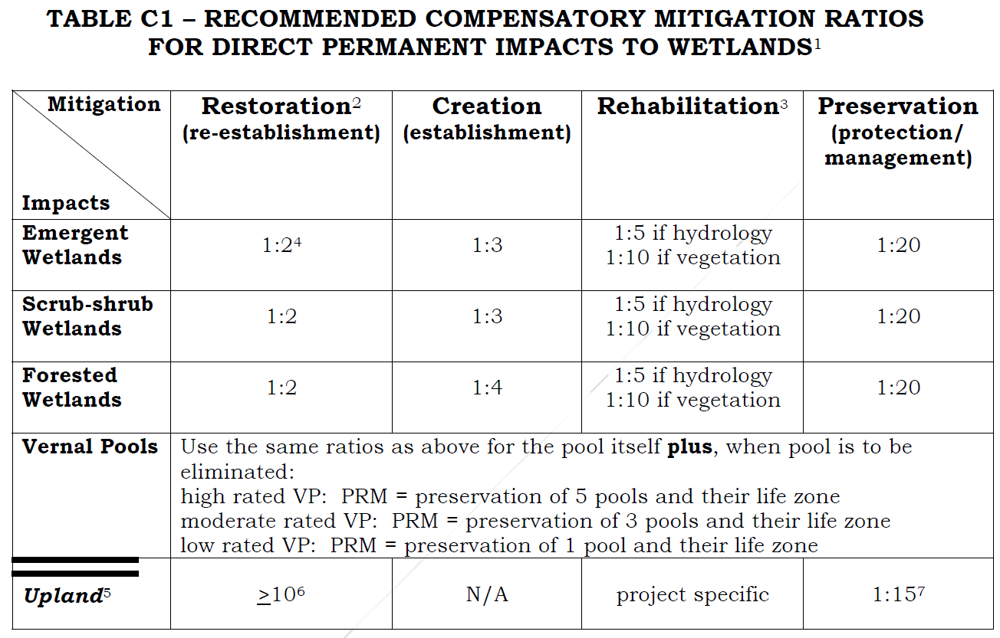 TABLE C1 – RECOMMENDED COMPENSATORY MITIGATION RATIOS
FOR DIRECT PERMANENT IMPACTS TO WETLANDS¹
Mitigation
Impacts
Restoration²
(re-establishment)
Creation
(establishment)
Rehabilitation³
Preservation
(protection/
management)
Emergent
Wetlands
1:2⁴
1:3
1:5 if hydrology
1:10 if vegetation
1:20
Scrub-shrub
Wetlands
1:2
1:3
1:5 if hydrology
1:10 if vegetation
1:20
Forested
Wetlands
1:2
1:4
1:5 if hydrology
1:10 if vegetation
1:20
Vernal Pools
Use the same ratios as above for the pool itself plus, when pool is to be
eliminated:
high rated VP:  PRM = preservation of 5 pools and their life zone
moderate rated VP:  PRM = preservation of 3 pools and their life zone
low rated VP:  PRM = preservation of 1 pool and their life zone
Upland⁵
≥10⁶
N/A
project specific
1:15⁷